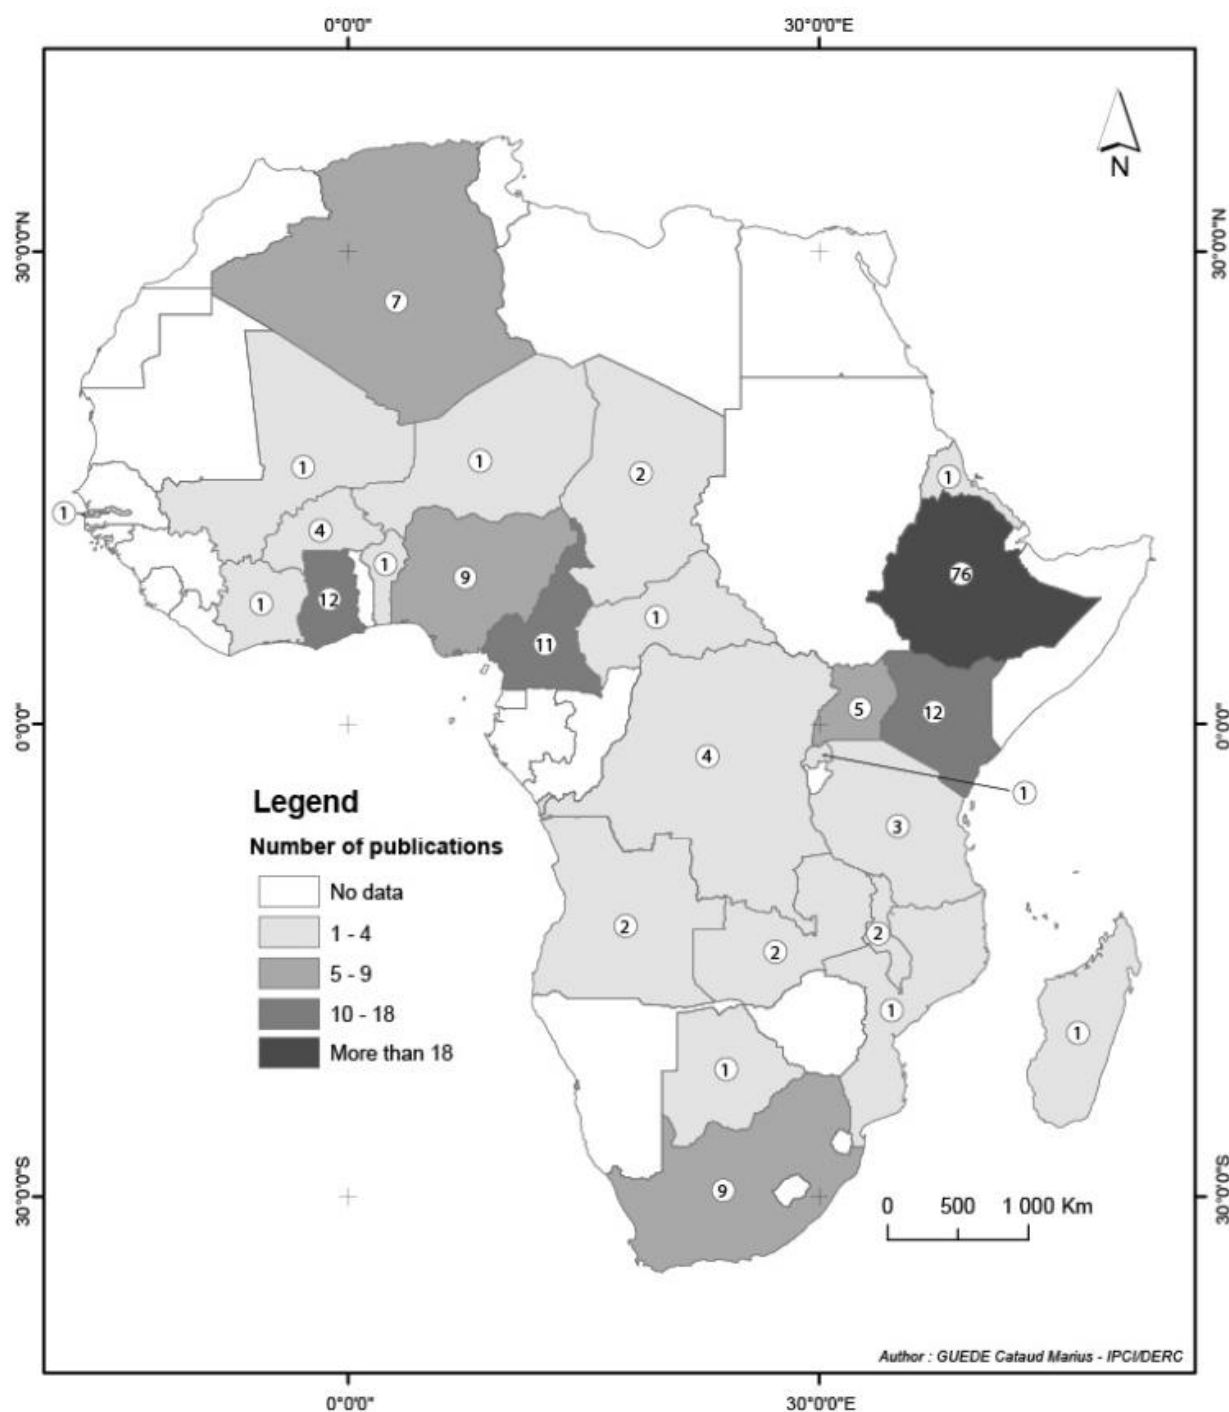 0°0'0" 30°0'0"E
N
30°0'0"N 30°0'0"N
7
1 1 2 1
1
4
1 9 76
1 12 1
11
5 12
0°0'0" 0°0'0"
4
1
Legend
3
Number of publications
No data
1 - 4
2 2 2
5 - 9
10 - 18 1
1
More than 18
1
30°0'0"S 9 30°0'0"S
0 500 1 000 Km
Author : GUEDE Cataud Marius - IPCI/DERC
0°0'0" 30°0'0"E